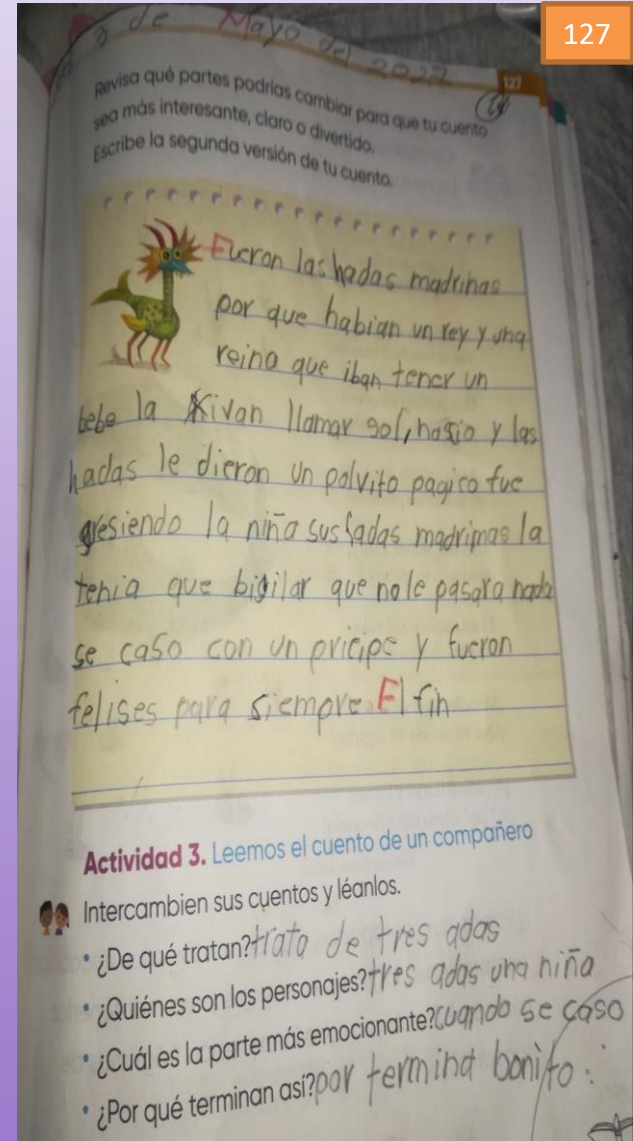 127
3 de Mayo del 2022
127
Revisa qué partes podrías cambiar para que tu cuento
sea más interesante, claro o divertido.
Escribe la segunda versión de tu cuento.
Fueron las hadas madrinas
por que habian un rey y una
reina que iban tener un
bebe la ivan llamar sol, nasio y las
hadas le dieron un polvito pagico fue
gresiendo la niña sus hadas madrimas la
tenia que bigilar que no le pasara nada
se caso con un pricipe y fueron
felises para siempre El fin
Actividad 3. Leemos el cuento de un compañero
Intercambien sus cuentos y léanlos.
• ¿De qué tratan? trata de tres adas
• ¿Quiénes son los personajes? tres adas una niña
• ¿Cuál es la parte más emocionante? cuando se caso
• ¿Por qué terminan así? por termina bonito.